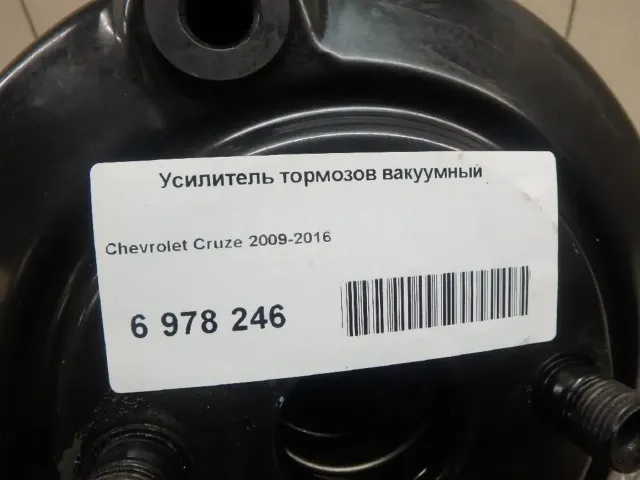 Усилитель тормозов вакуумный
Chevrolet Cruze 2009-2016
6 978 246